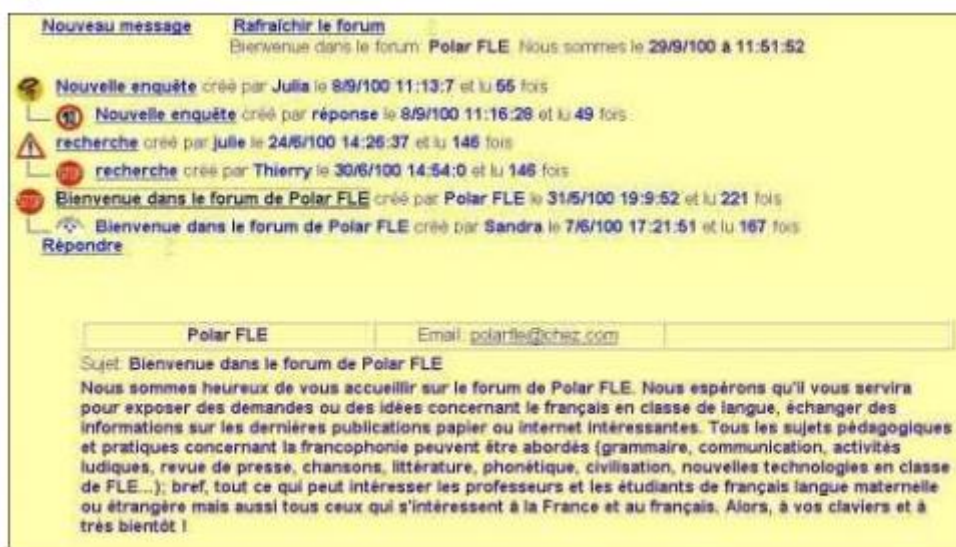 Nouveau message Rafraîchir le forum
Bienvenue dans le forum Polar FLE. Nous sommes le 29/9/100 à 11:51:52
Nouvelle enquête créé par Julia le 8/9/100 11:13:7 et lu 55 fois
Nouvelle enquête créé par réponse le 8/9/100 11:16:28 et lu 49 fois
recherche créé par julie le 24/6/100 14:26:37 et lu 146 fois
recherche créé par Thierry le 30/6/100 14:54:0 et lu 146 fois
Bienvenue dans le forum de Polar FLE créé par Polar FLE le 31/5/100 19:9:52 et lu 221 fois
Bienvenue dans le forum de Polar FLE créé par Sandra le 7/6/100 17:21:51 et lu 167 fois
Répondre
Polar FLE Email: polarfle@chez.com
Sujet: Bienvenue dans le forum de Polar FLE
Nous sommes heureux de vous accueillir sur le forum de Polar FLE. Nous espérons qu'il vous servira
pour exposer des demandes ou des idées concernant le français en classe de langue, échanger des
informations sur les dernières publications papier ou internet intéressantes. Tous les sujets pédagogiques
et pratiques concernant la francophonie peuvent être abordés (grammaire, communication, activités
ludiques, revue de presse, chansons, littérature, phonétique, civilisation, nouvelles technologies en classe
de FLE...); bref, tout ce qui peut intéresser les professeurs et les étudiants de français langue maternelle
ou étrangère mais aussi tous ceux qui s'intéressent à la France et au français. Alors, à vos claviers et à
très bientôt !